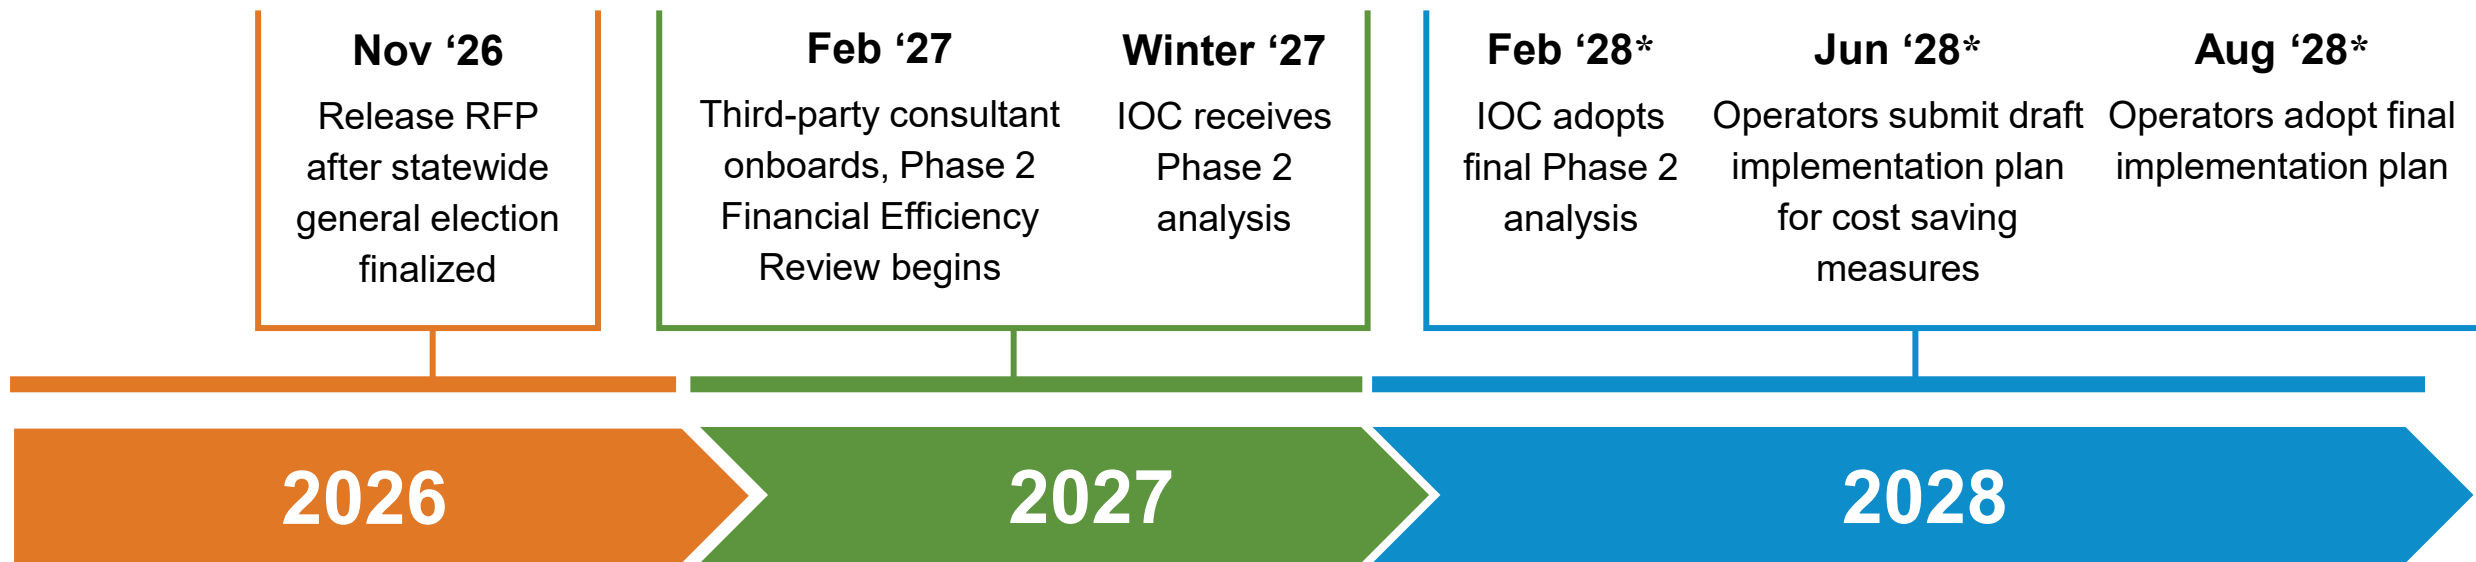 Nov ‘26
Release RFP
after statewide
general election
finalized
Feb ‘27
Third-party consultant
onboards, Phase 2
Financial Efficiency
Review begins
Winter ‘27
IOC receives
Phase 2
analysis
Feb ‘28*
IOC adopts
final Phase 2
analysis
Jun ‘28*
Operators submit draft
implementation plan
for cost saving
measures
Aug ‘28*
Operators adopt final
implementation plan
2026
2027
2028